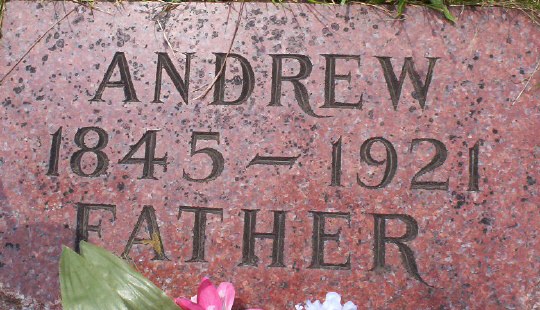 ANDREW
1845 – 1921
FATHER